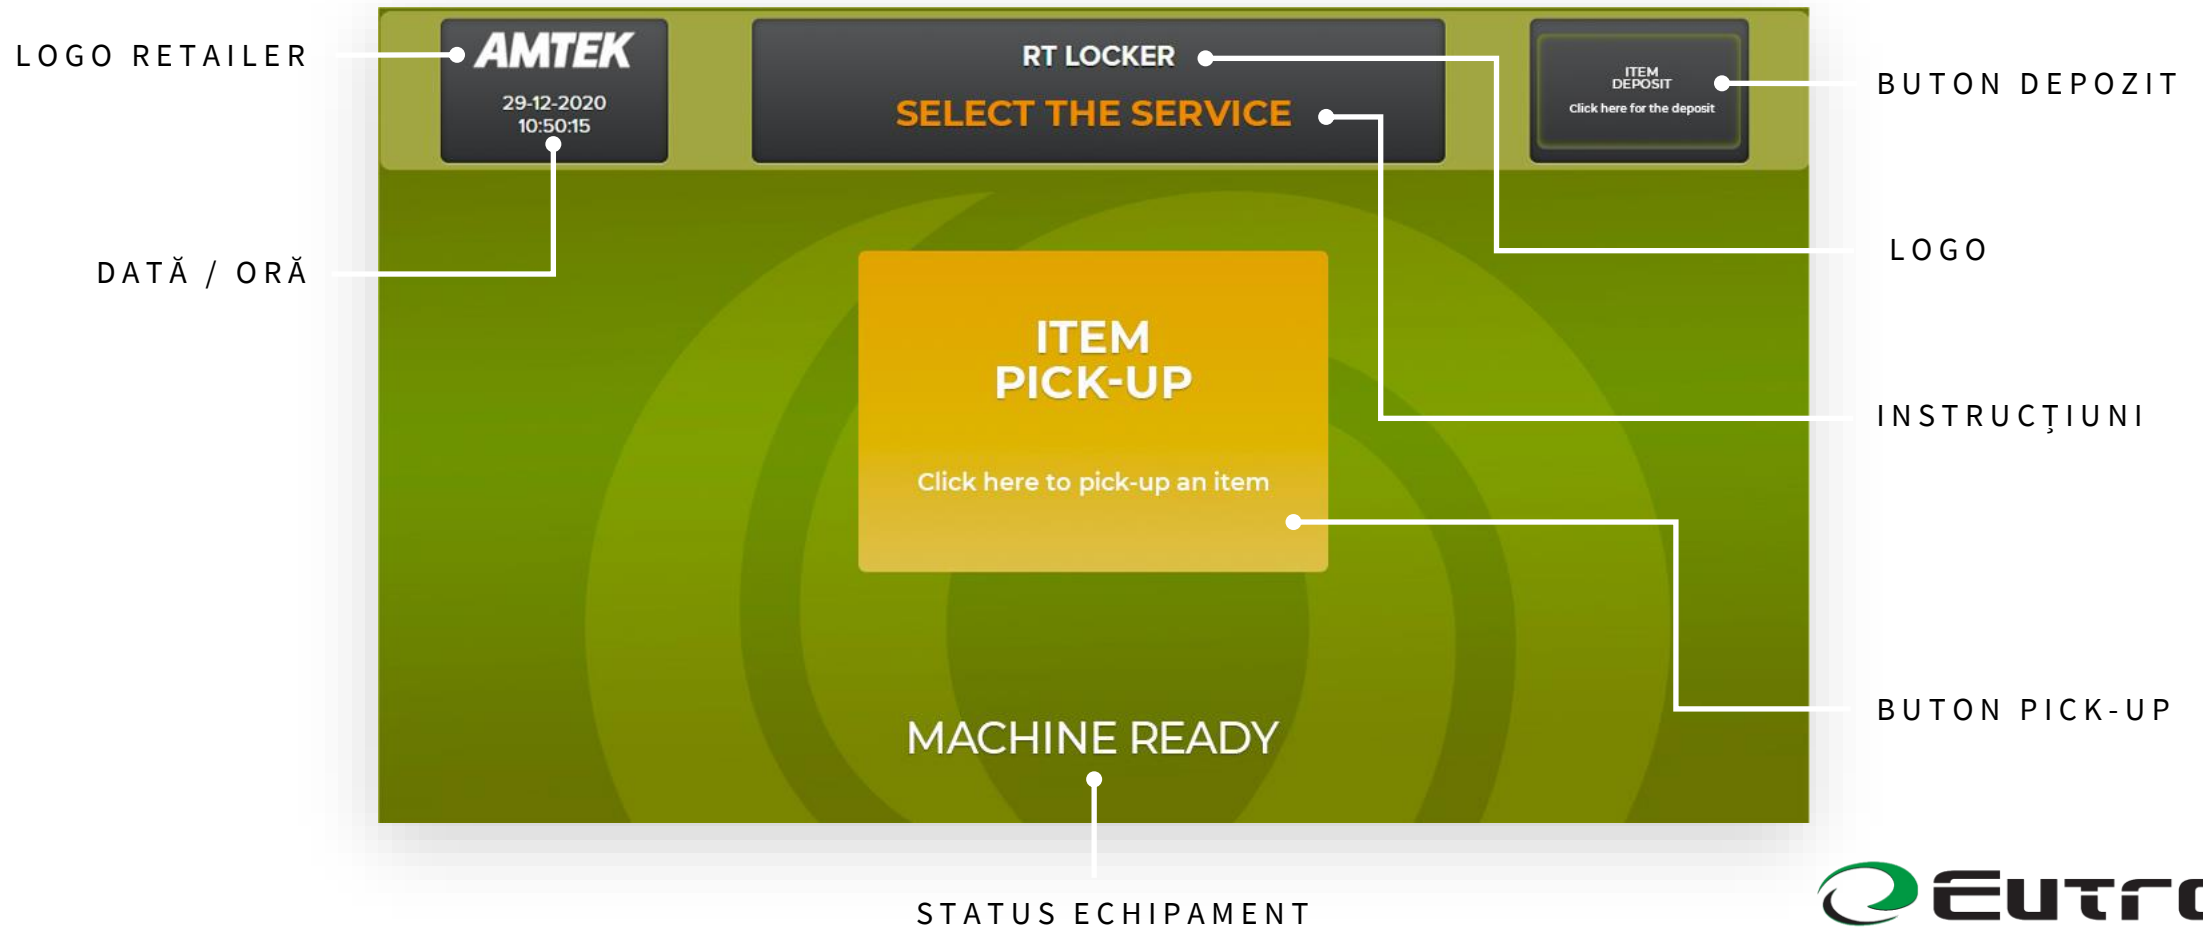 LOGO RETAILER
AMTEK
29-12-2020
10:50:15
RT LOCKER
SELECT THE SERVICE
ITEM
DEPOSIT
Click here for the deposit
BUTON DEPOZIT
DATĂ / ORĂ
LOGO
ITEM
PICK-UP
Click here to pick-up an item
INSTRUCȚIUNI
BUTON PICK-UP
MACHINE READY
STATUS ECHIPAMENT